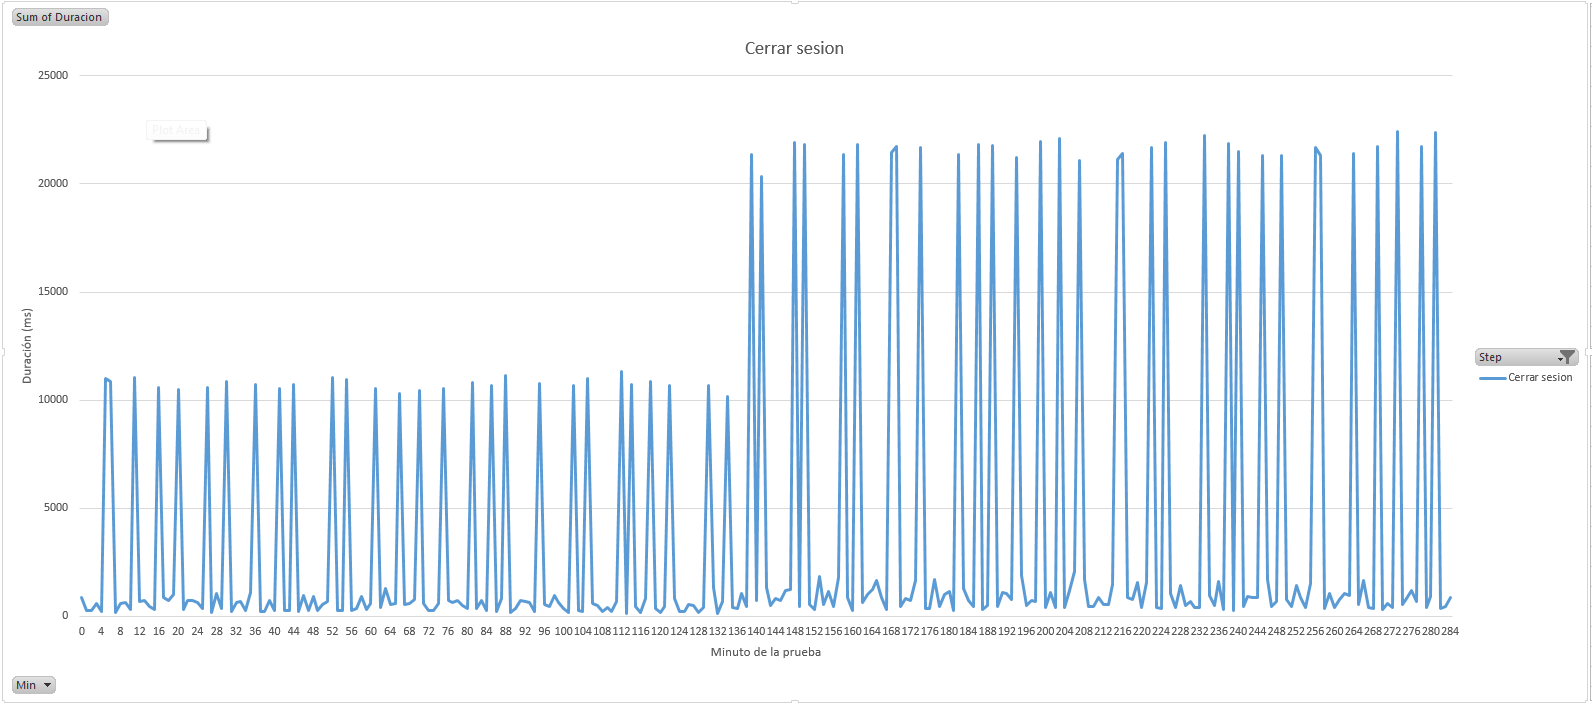 Sum of Duracion
Cerrar sesion
Plot Area
25000
20000
15000
10000
5000
0
Duración (ms)
0 4 8 12 16 20 24 28 32 36 40 44 48 52 56 60 64 68 72 76 80 84 88 92 96 100 104 108 112 116 120 124 128 132 136 140 144 148 152 156 160 164 168 172 176 180 184 188 192 196 200 204 208 212 216 220 224 228 232 236 240 244 248 252 256 260 264 268 272 276 280 284
Minuto de la prueba
Step
Cerrar sesion
Min